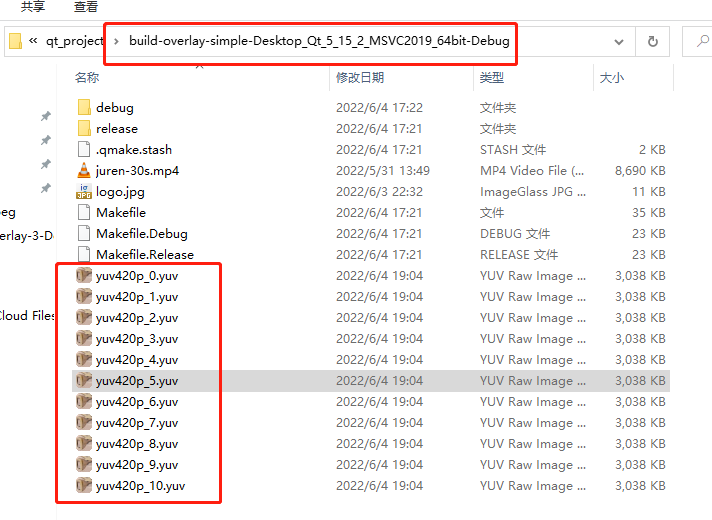 共享 查看
« qt_project › build-overlay-simple-Desktop_Qt_5_15_2_MSVC2019_64bit-Debug
名称 修改日期 类型 大小
debug 2022/6/4 17:22 文件夹
release 2022/6/4 17:21 文件夹
.qmake.stash 2022/6/4 17:21 STASH 文件 2 KB
juren-30s.mp4 2022/5/31 13:49 MP4 Video File (... 8,690 KB
logo.jpg 2022/6/3 22:32 ImageGlass JPG ... 11 KB
peg Makefile 2022/6/4 17:21 文件 35 KB
erlay-3-D Makefile.Debug 2022/6/4 17:21 DEBUG 文件 23 KB
Makefile.Release 2022/6/4 17:21 RELEASE 文件 23 KB
yuv420p_0.yuv 2022/6/4 19:04 YUV Raw Image ... 3,038 KB
yuv420p_1.yuv 2022/6/4 19:04 YUV Raw Image ... 3,038 KB
Cloud Files yuv420p_2.yuv 2022/6/4 19:04 YUV Raw Image ... 3,038 KB
yuv420p_3.yuv 2022/6/4 19:04 YUV Raw Image ... 3,038 KB
yuv420p_4.yuv 2022/6/4 19:04 YUV Raw Image ... 3,038 KB
yuv420p_5.yuv 2022/6/4 19:04 YUV Raw Image ... 3,038 KB
yuv420p_6.yuv 2022/6/4 19:04 YUV Raw Image ... 3,038 KB
yuv420p_7.yuv 2022/6/4 19:04 YUV Raw Image ... 3,038 KB
yuv420p_8.yuv 2022/6/4 19:04 YUV Raw Image ... 3,038 KB
yuv420p_9.yuv 2022/6/4 19:04 YUV Raw Image ... 3,038 KB
yuv420p_10.yuv 2022/6/4 19:04 YUV Raw Image ... 3,038 KB